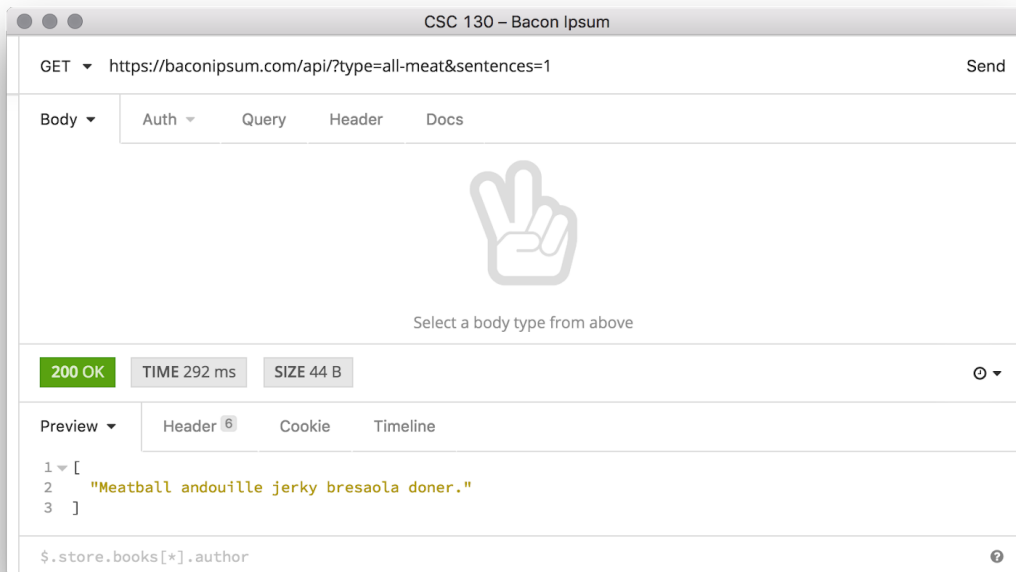 CSC 130 – Bacon Ipsum
GET https://baconipsum.com/api/?type=all-meat&sentences=1 Send
Body Auth Query Header Docs
Select a body type from above
200 OK TIME 292 ms SIZE 44 B
Preview Header 6 Cookie Timeline
1 [
2 "Meatball andouille jerky bresaola doner."
3 ]
$.store.books[*].author ?